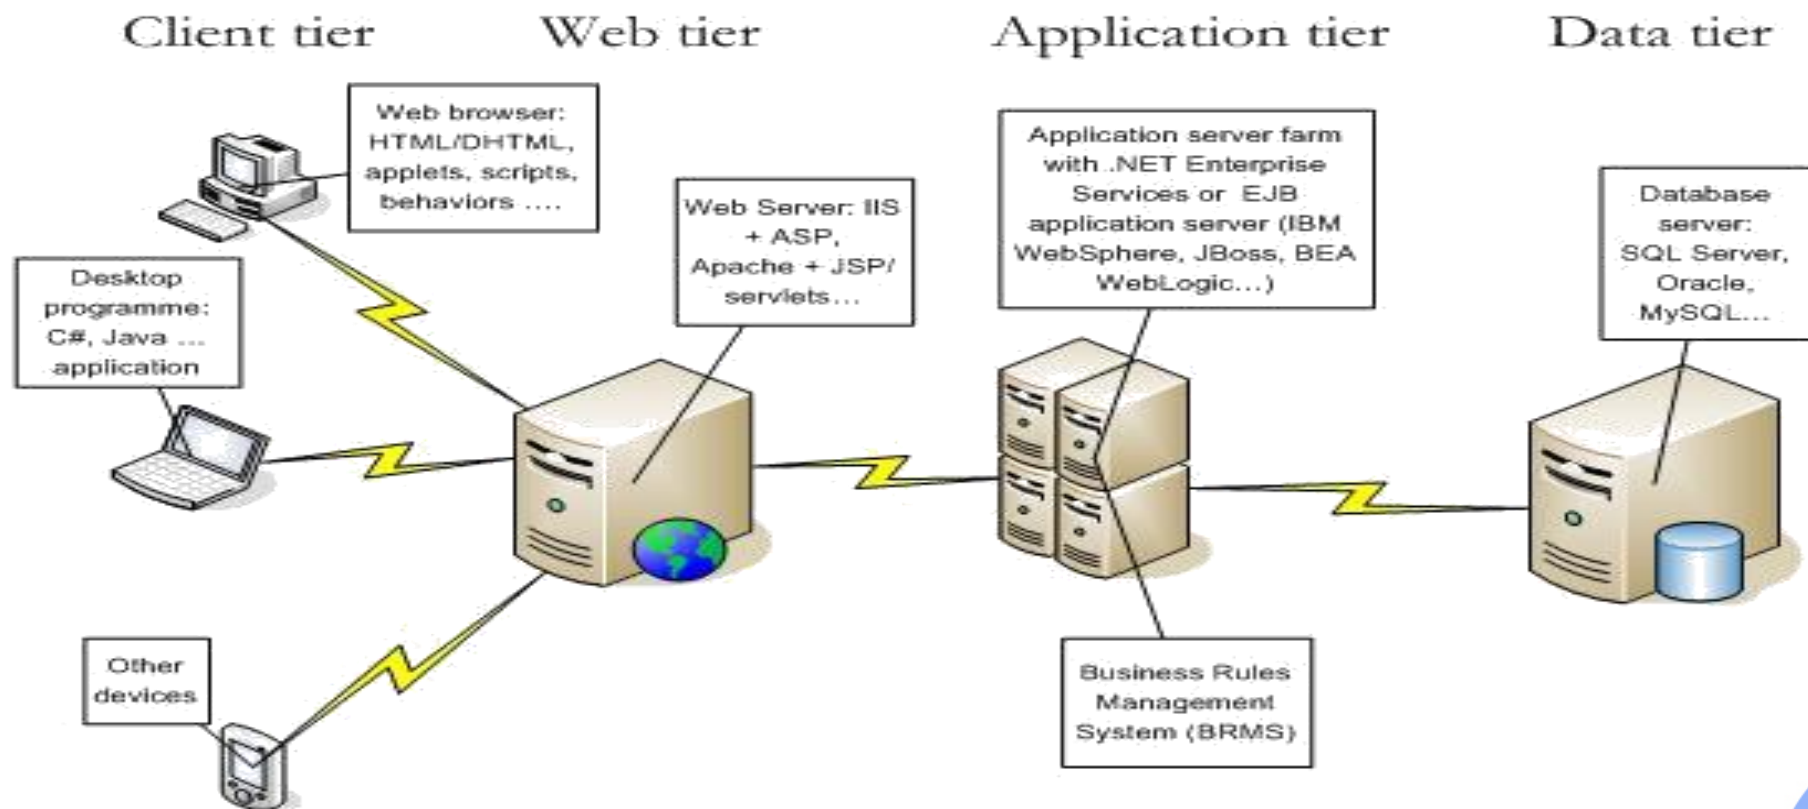 Client tier
Web tier
Application tier
Data tier
Web browser:
HTML/DHTML,
applets, scripts,
behaviors ....
Desktop
programme:
C#, Java ...
application
Other
devices
Web Server: IIS
+ ASP,
Apache + JSP/
servlets...
Application server farm
with .NET Enterprise
Services or EJB
application server (IBM
WebSphere, JBoss, BEA
WebLogic...)
Business Rules
Management
System (BRMS)
Database
server:
SQL Server,
Oracle,
MySQL...